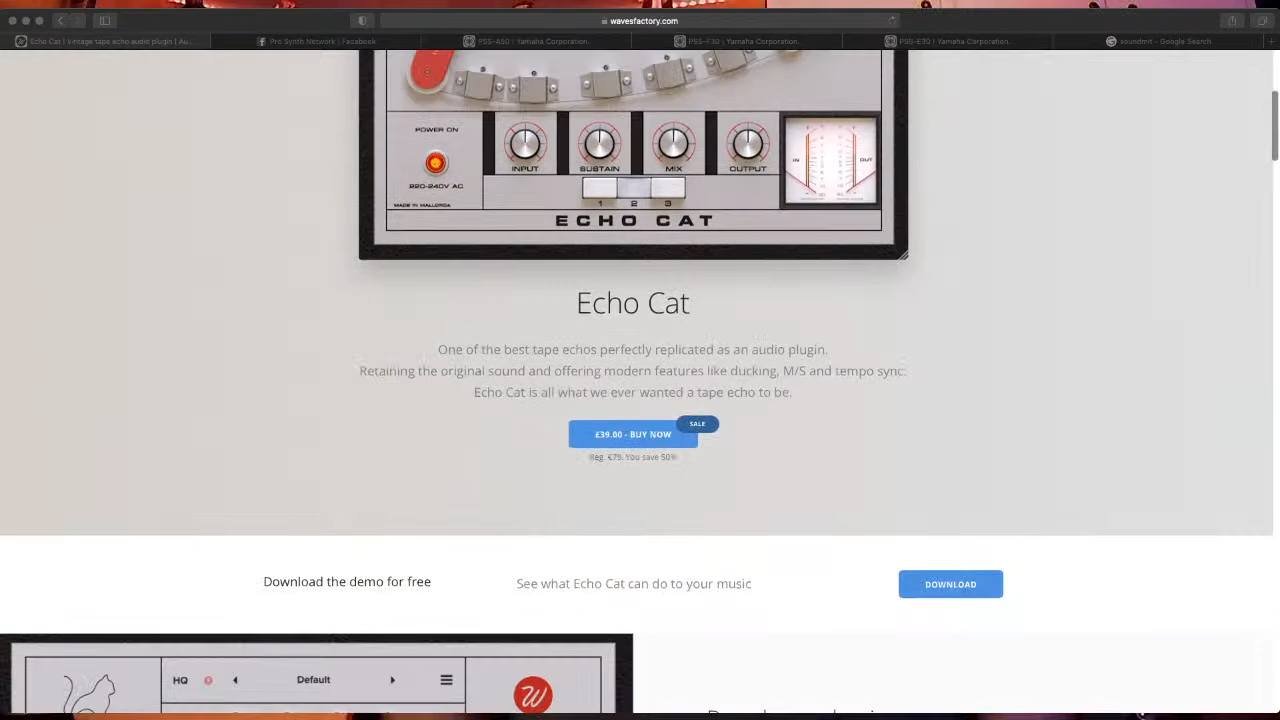 wavesfactory.com
Echo Cat | Vintage tape echo audio plugin | Au...
Pro Synth Network | Facebook
PSS-A50 | Yamaha Corporation.
PSS-F30 | Yamaha Corporation.
PSS-E30 | Yamaha Corporation.
soundmit - Google Search
POWER ON
220-240V AC
MADE IN MALLORCA
INPUT
SUSTAIN
MIX
OUTPUT
IN
OUT
1 2 3
ECHO CAT
Echo Cat
One of the best tape echos perfectly replicated as an audio plugin.
Retaining the original sound and offering modern features like ducking, M/S and tempo sync.
Echo Cat is all what we ever wanted a tape echo to be.
£39.00 - BUY NOW
SALE
Reg. €79. You save 50%
Download the demo for free
See what Echo Cat can do to your music
DOWNLOAD
HQ
Default
W